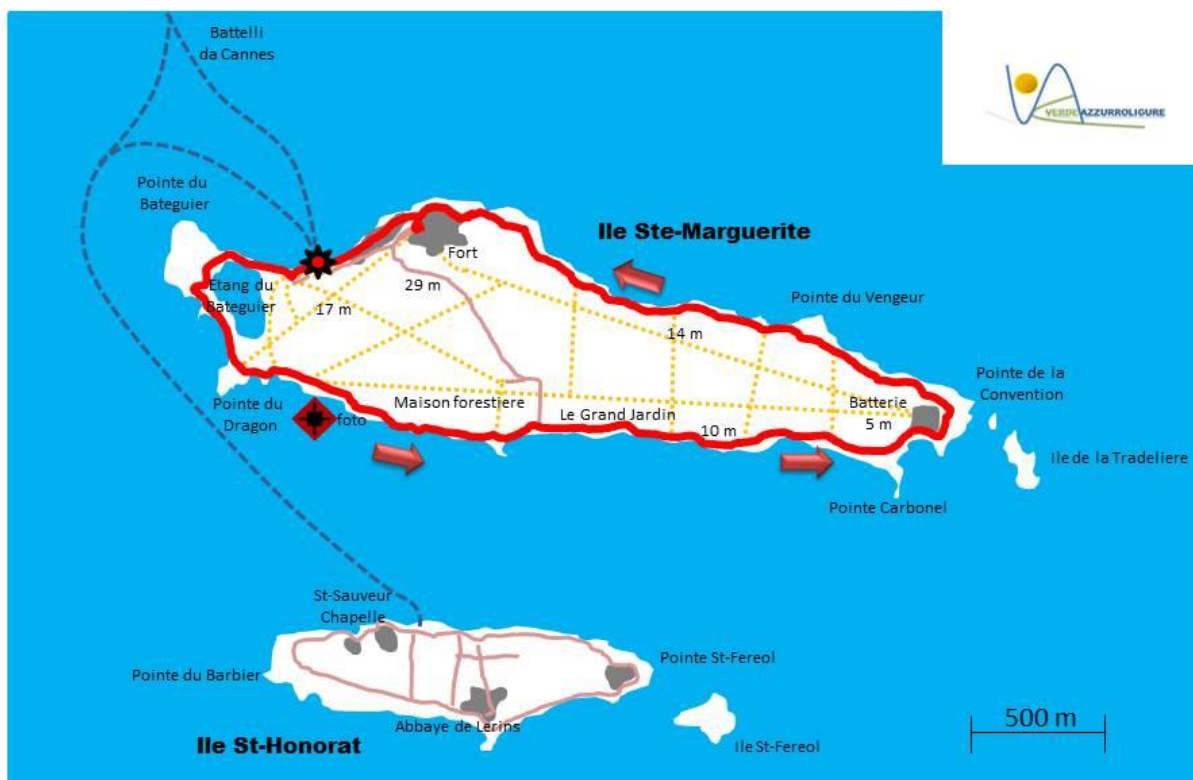 Battelli
da Cannes
VERDEAZZURROLIGURE
Pointe du
Bateguier
Ile Ste-Marguerite
Fort
Etang du
Bateguier
29 m
17 m
Pointe du Vengeur
14 m
Pointe de la
Convention
Pointe du
Dragon
foto
Maison forestiere
Le Grand Jardin
Batterie
5 m
10 m
Ile de la Tradeliere
Pointe Carbonel
St-Sauveur
Chapelle
Pointe du Barbier
Pointe St-Fereol
Abbaye de Lerins
Ile St-Honorat
Ile St-Fereol
500 m